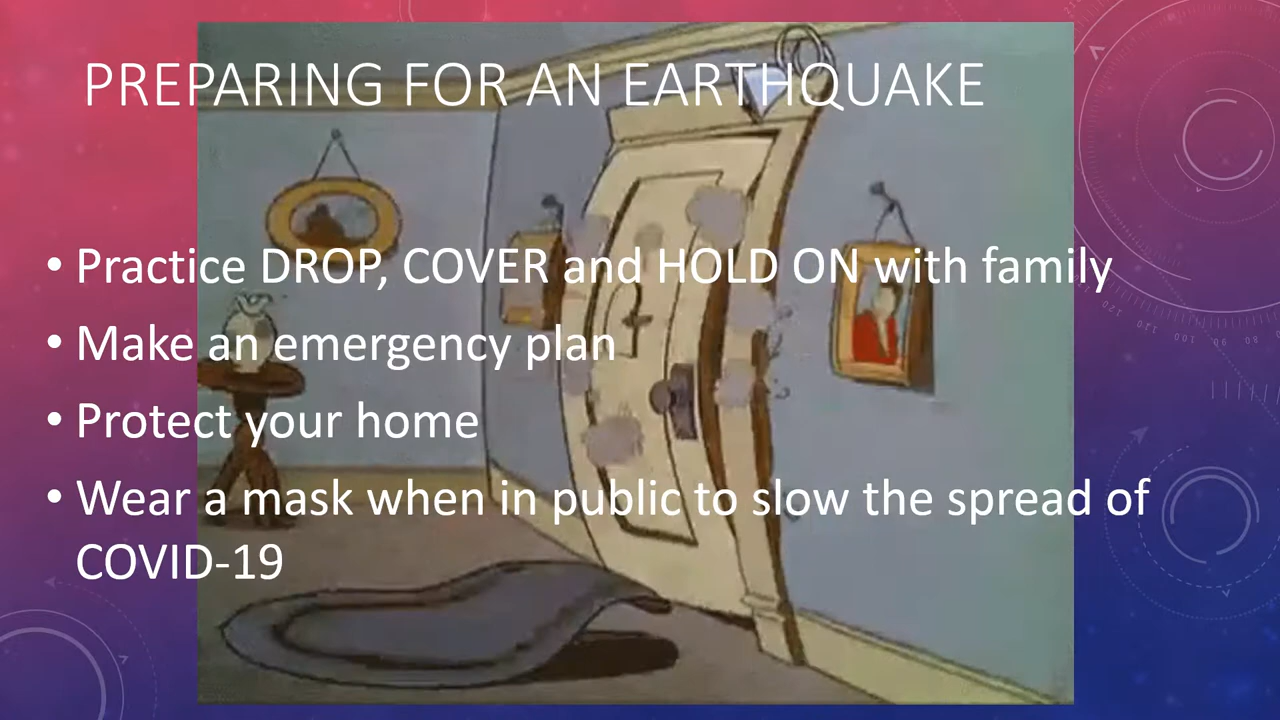 PREPARING FOR AN EARTHQUAKE
• Practice DROP, COVER and HOLD ON with family
• Make an emergency plan
• Protect your home
• Wear a mask when in public to slow the spread of
COVID-19